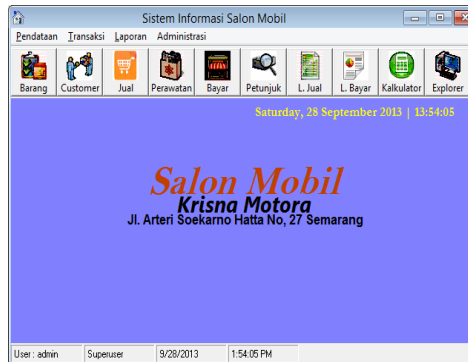 Sistem Informasi Salon Mobil
Pendataan Transaksi Laporan Administrasi
Barang Customer Jual Perawatan Bayar Petunjuk L. Jual L. Bayar Kalkulator Explorer
Saturday, 28 September 2013 | 13:54:05
Salon Mobil
Krisna Motora
Jl. Arteri Soekarno Hatta No, 27 Semarang
User : admin Superuser 9/28/2013 1:54:05 PM